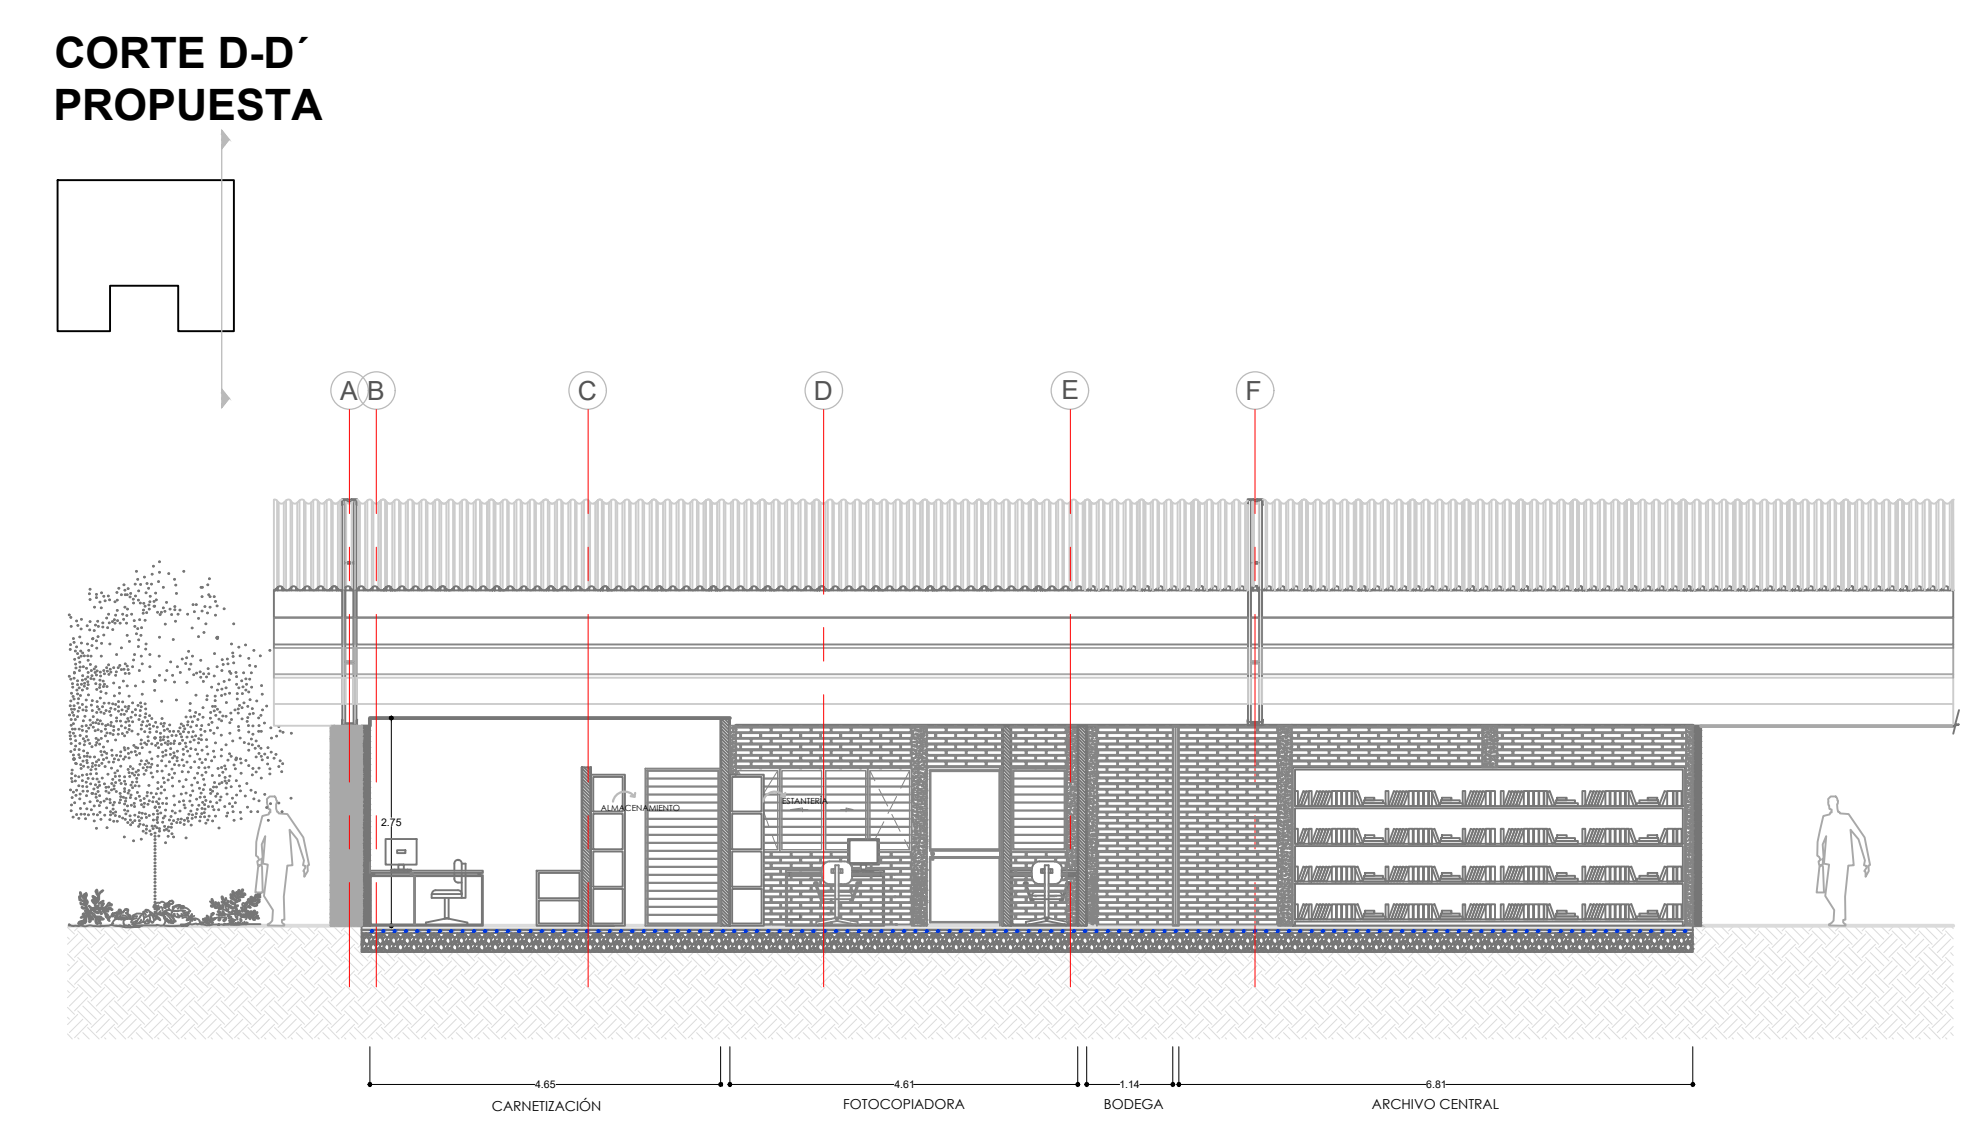 CORTE D-D´
PROPUESTA
A B C D E F
ALMACENAMIENTO
ESTANTERÍA
2.75
4.65 4.61 1.14 6.81
CARNETIZACIÓN FOTOCOPIADORA BODEGA ARCHIVO CENTRAL